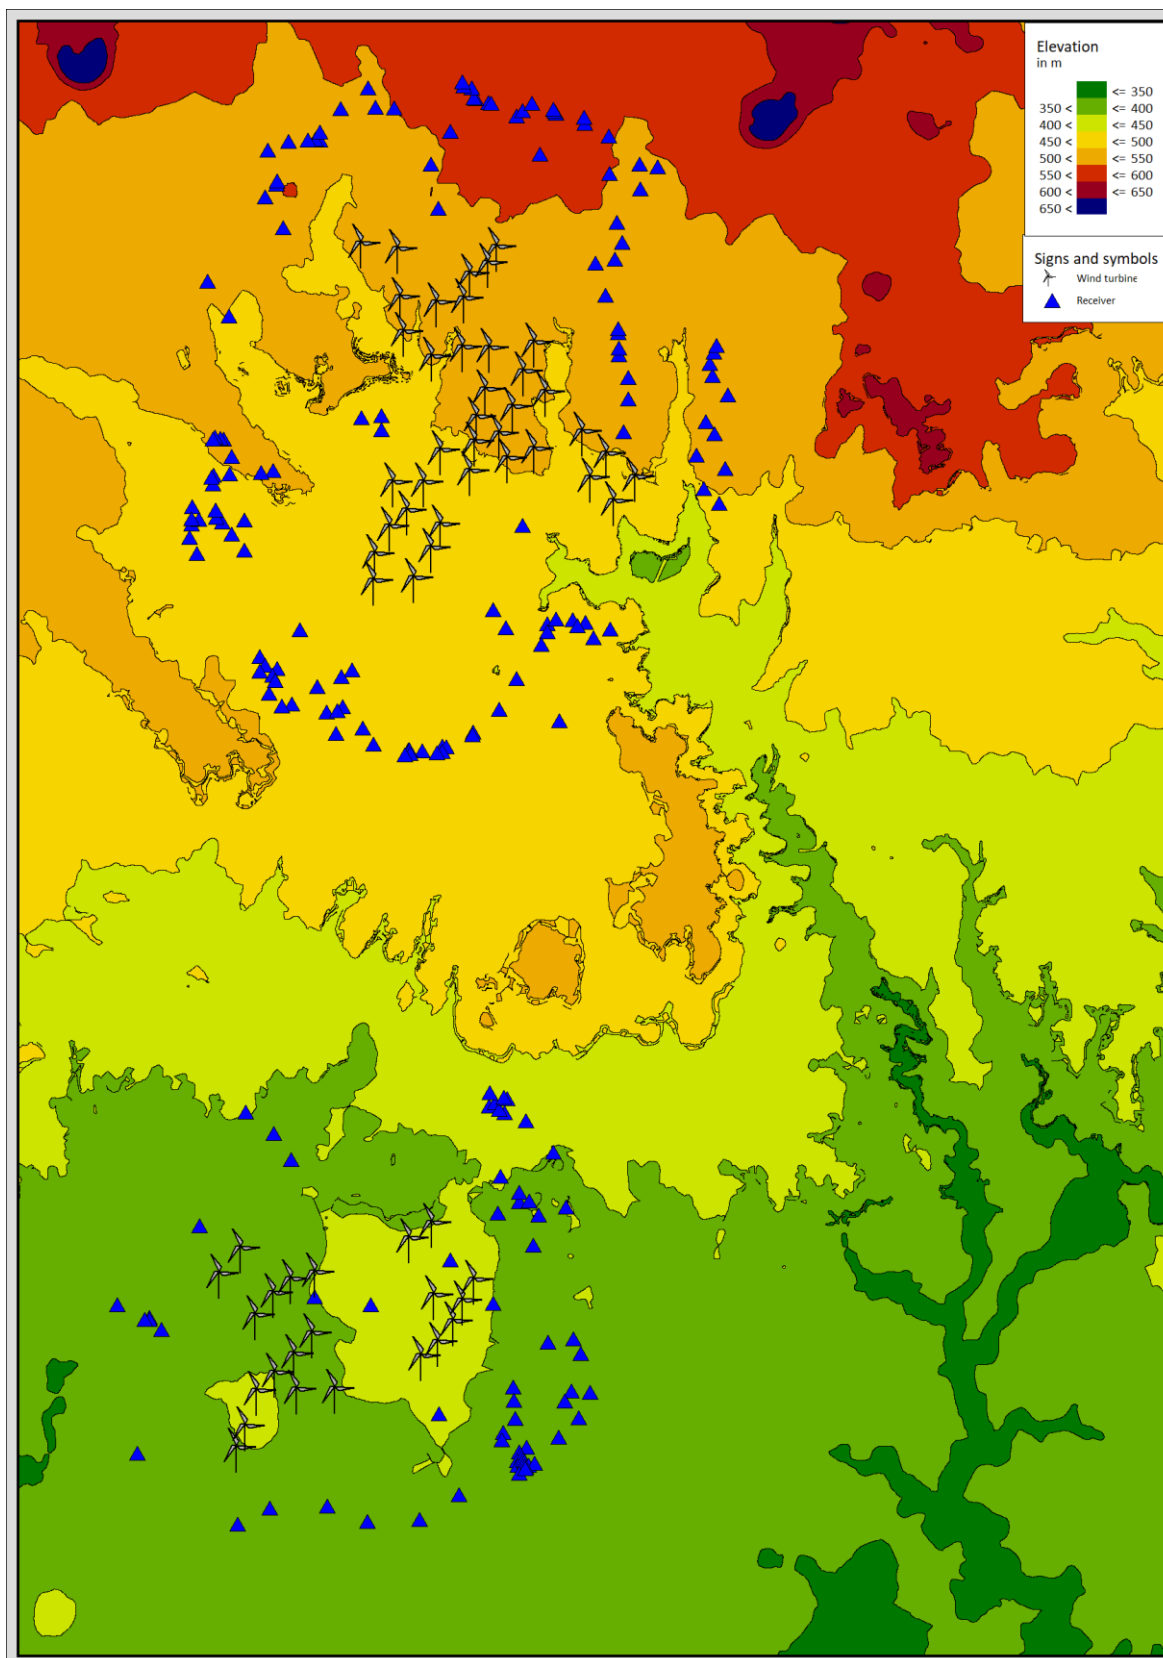 Elevation
in m
<= 350
350 < <= 400
400 < <= 450
450 < <= 500
500 < <= 550
550 < <= 600
600 < <= 650
650 <
Signs and symbols
Wind turbine
Receiver